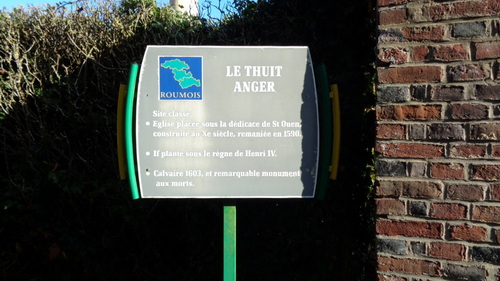 ROUMOIS
LE THUIT
ANGER
Site classé.
Eglise placée sous la dédicace de St Ouen,
construite au Xe siècle, remaniée en 1590.
If planté sous le règne de Henri IV.
Calvaire 1603, et remarquable monument
aux morts.